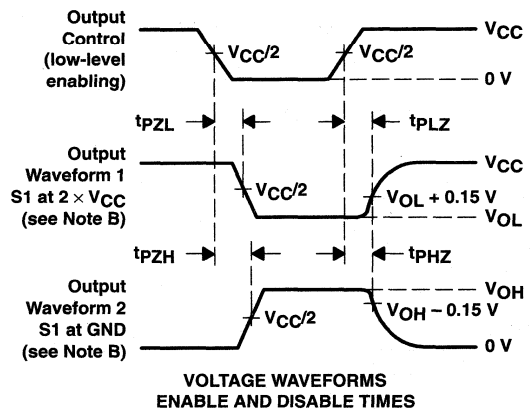 Output
Control
(low-level
enabling)
VCC/2
VCC/2
VCC
0 V
tPZL
tPLZ
Output
Waveform 1
S1 at 2 × VCC
(see Note B)
VCC/2
VCC
VOL + 0.15 V
VOL
tPZH
tPHZ
Output
Waveform 2
S1 at GND
(see Note B)
VCC/2
VOH
VOH − 0.15 V
0 V
VOLTAGE WAVEFORMS
ENABLE AND DISABLE TIMES